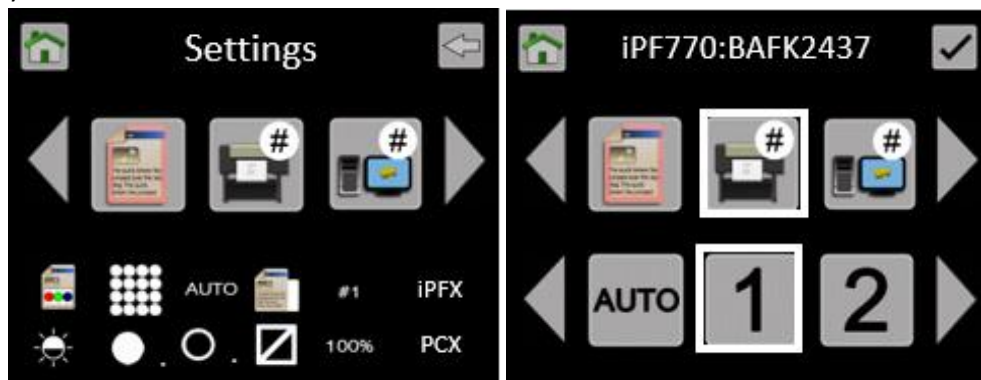 Settings
#
#
AUTO
#1
iPFX
100%
PCX
iPF770:BAFK2437
#
#
AUTO
1
2